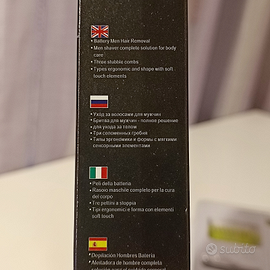 • Battery Men Hair Removal
• Men shaver complete solution for body
care
• Three stubble combs
• Types ergonomic and shape with soft
touch elements
• Уход за волосами для мужчин
• Бритва для мужчин - полное решение
для ухода за телом
• Три соломенных гребня
• Типы эргономики и формы с мягкими
сенсорными элементами
• Peli della batteria
• Rasoio maschile completo per la cura
del corpo
• Tre pettini a stoppia
• Tipi ergonomici e forma con elementi
soft touch
• Depilación Hombres Batería
• Afeitadora de hombre completa
Subito